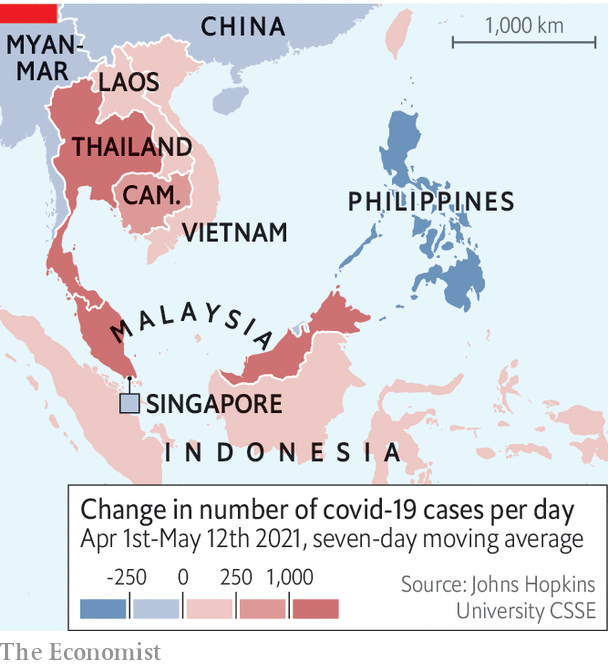 CHINA
1,000 km
MYAN-
MAR
LAOS
THAILAND
CAM.
PHILIPPINES
VIETNAM
MALAYSIA
SINGAPORE
INDONESIA
Change in number of covid-19 cases per day
Apr 1st-May 12th 2021, seven-day moving average
-250 0 250 1,000
Source: Johns Hopkins
University CSSE
The Economist